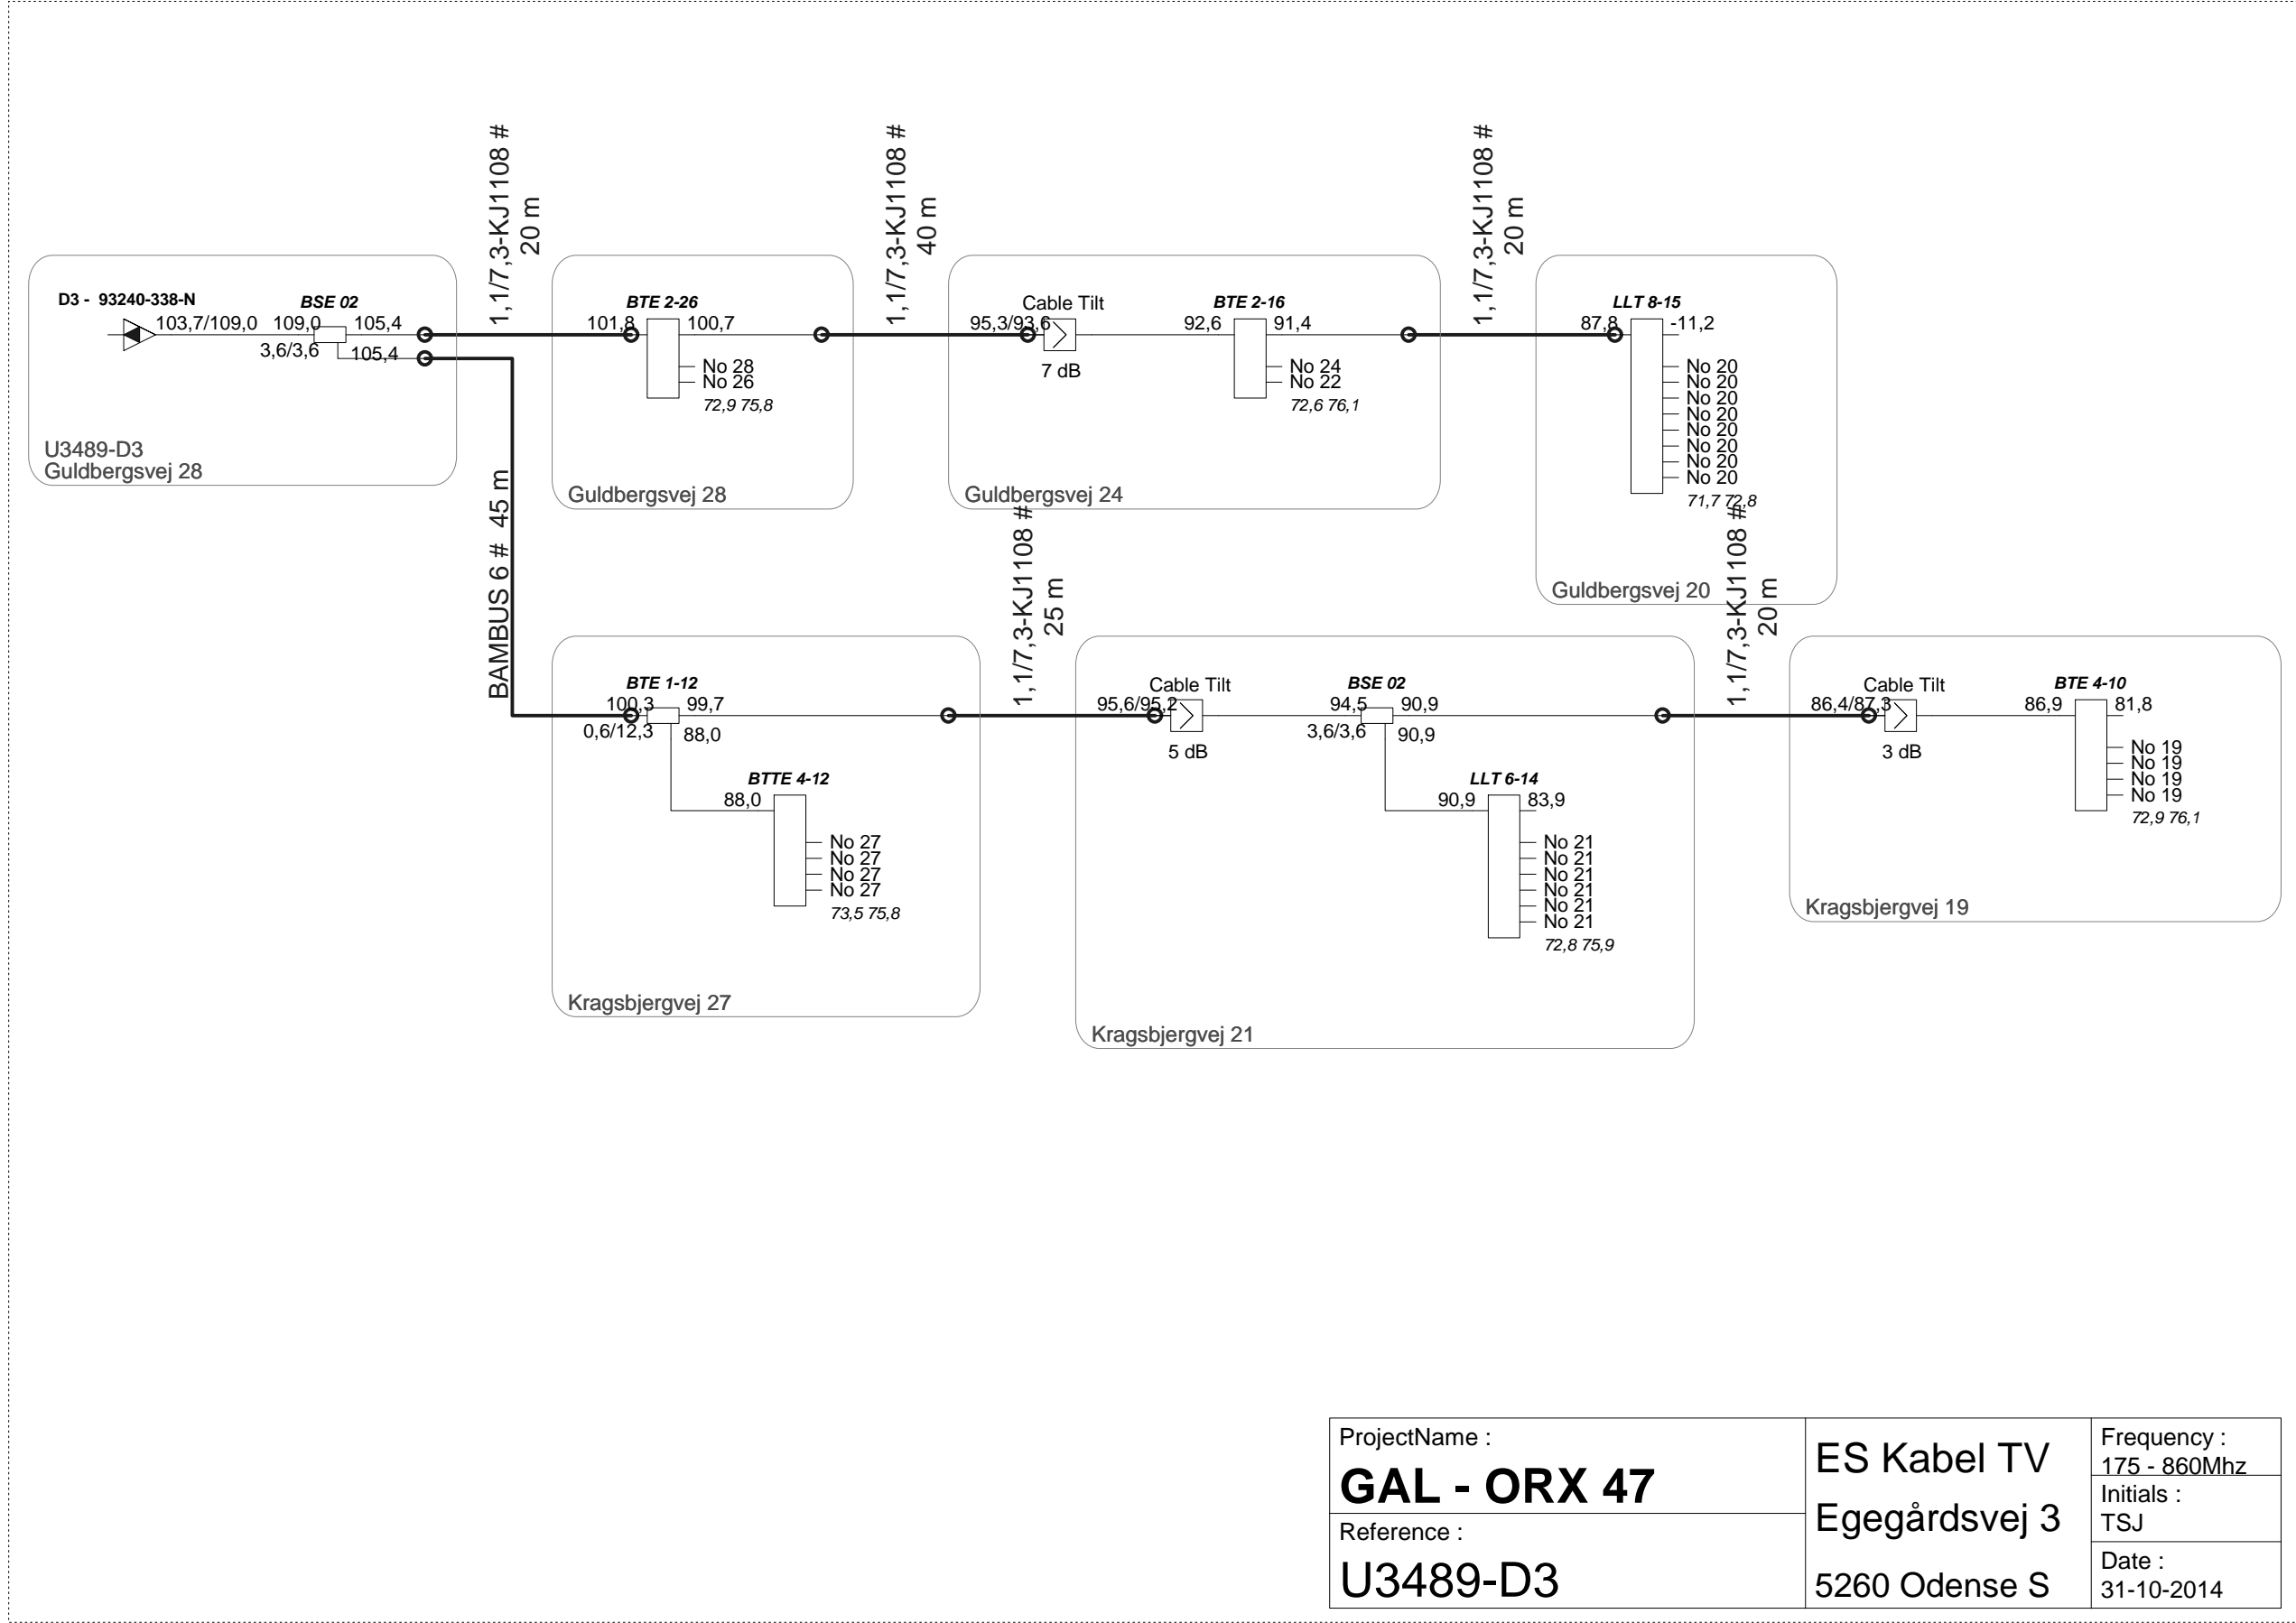 1,1/7,3-KJ1108 #
20 m
1,1/7,3-KJ1108 #
40 m
1,1/7,3-KJ1108 #
20 m
D3 -  93240-338-N
103,7/109,0
BSE 02
109,0
105,4
3,6/3,6
105,4
U3489-D3
Guldbergsvej 28
BTE 2-26
101,8
100,7
No 28
No 26
72,9 75,8
Guldbergsvej 28
Cable Tilt
95,3/93,6
7 dB
BTE 2-16
92,6
91,4
No 24
No 22
72,6 76,1
Guldbergsvej 24
LLT 8-15
87,8
-11,2
No 20
No 20
No 20
No 20
No 20
No 20
No 20
No 20
71,7 72,8
Guldbergsvej 20
BAMBUS 6 #  45 m
1,1/7,3-KJ1108 #
25 m
1,1/7,3-KJ1108 #
20 m
BTE 1-12
100,3
99,7
0,6/12,3
88,0
BTTE 4-12
88,0
No 27
No 27
No 27
No 27
73,5 75,8
Kragsbjergvej 27
Cable Tilt
95,6/95,2
5 dB
BSE 02
94,5
90,9
3,6/3,6
90,9
LLT 6-14
90,9
83,9
No 21
No 21
No 21
No 21
No 21
No 21
72,8 75,9
Kragsbjergvej 21
Cable Tilt
86,4/87,3
3 dB
BTE 4-10
86,9
81,8
No 19
No 19
No 19
No 19
72,9 76,1
Kragsbjergvej 19
ProjectName :
GAL - ORX 47
Reference :
U3489-D3
ES Kabel TV
Egegårdsvej 3
5260 Odense S
Frequency :
175 - 860Mhz
Initials :
TSJ
Date :
31-10-2014